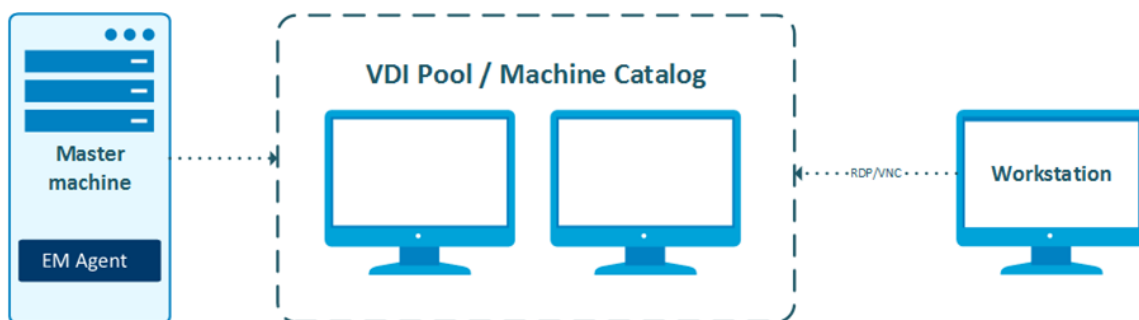 VDI Pool / Machine Catalog
Master
machine
EM Agent
RDP/VNC
Workstation